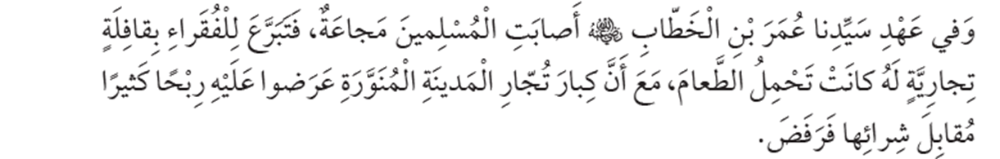 وَفي عَهْدِ سَيِّدِنا عُمَرَ بْنِ الْخَطّابِ ﵁ أَصابَتِ الْمُسْلِمينَ مَجاعَةٌ، فَتَبَرَّعَ لِلْفُقَراءِ بِقافِلَةٍ
تِجارِيَّةٍ لَهُ كانَتْ تَحْمِلُ الطَّعامَ، مَعَ أَنَّ كِبارَ تُجّارِ الْمَدينَةِ الْمُنَوَّرَةِ عَرَضوا عَلَيْهِ رِبْحًا كَثيرًا
مُقابِلَ شِرائِها فَرَفَضَ.